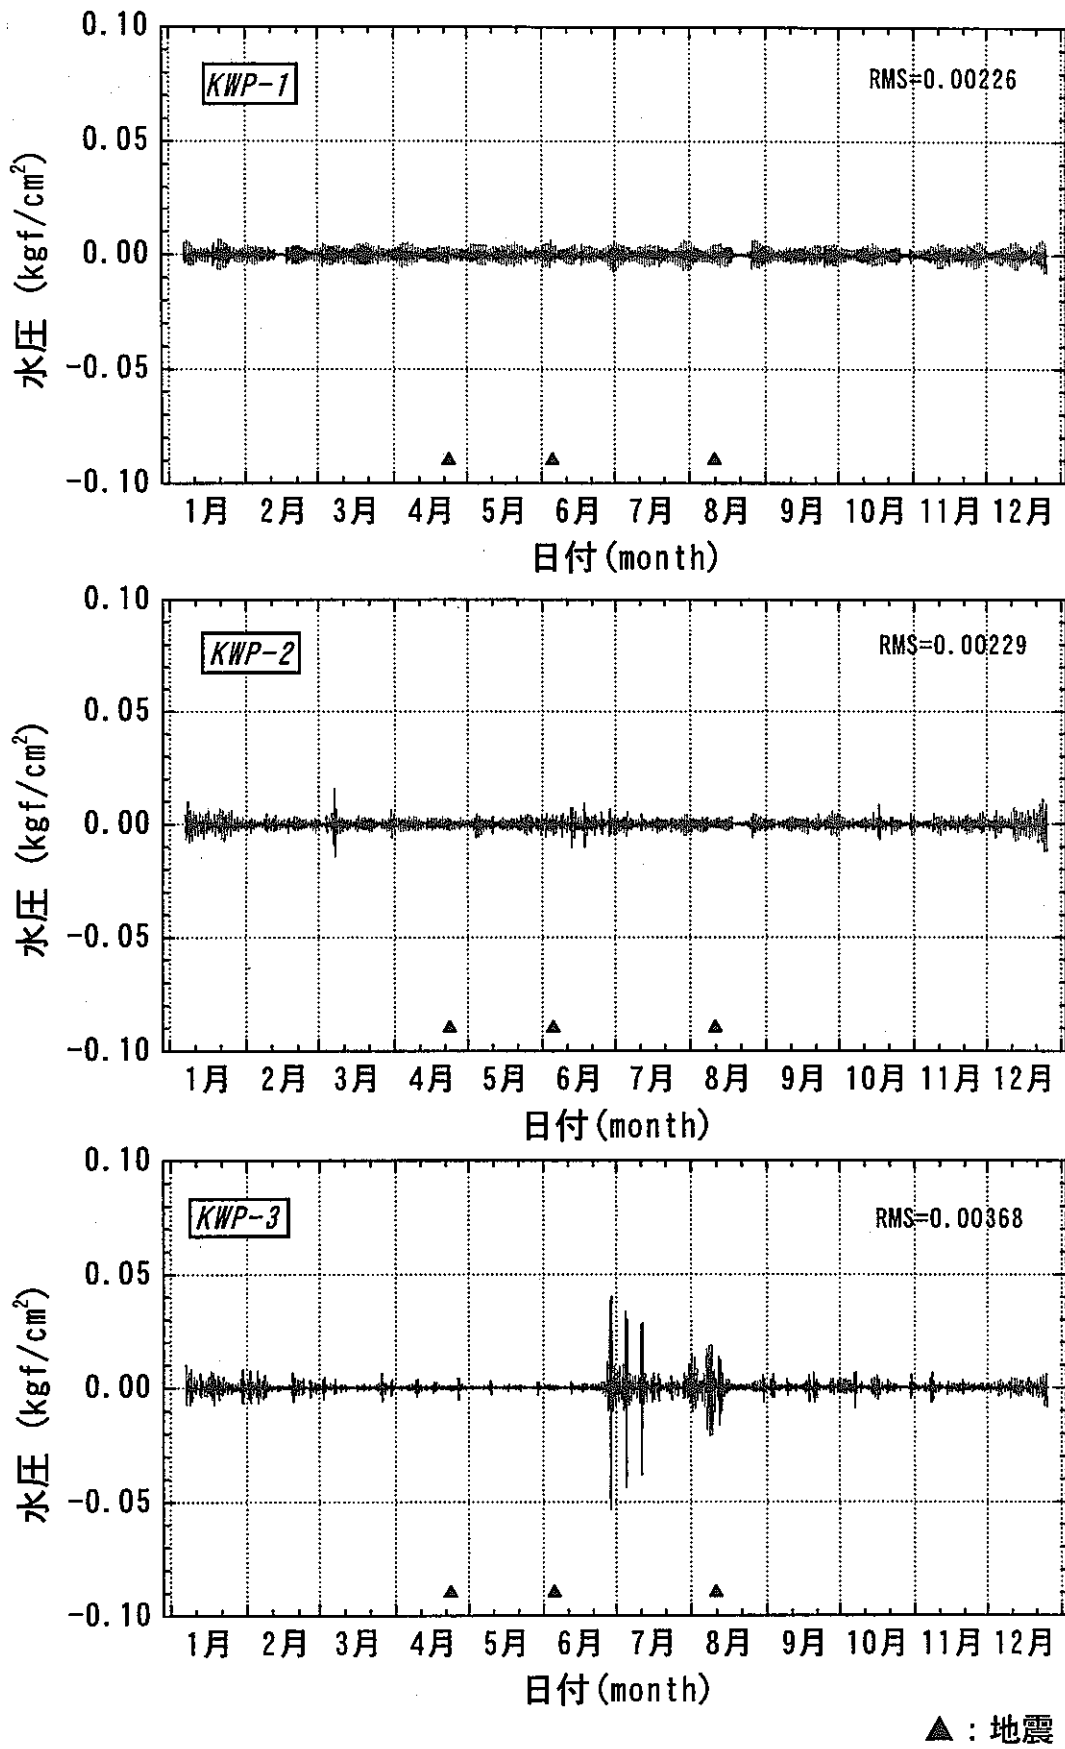 0.10
KWP-1
RMS=0.00226
0.05
0.00
-0.05
-0.10
水圧 (kgf/cm²)
1月 2月 3月 4月 5月 6月 7月 8月 9月 10月 11月 12月
日付(month)
0.10
KWP-2
RMS=0.00229
0.05
0.00
-0.05
-0.10
水圧 (kgf/cm²)
1月 2月 3月 4月 5月 6月 7月 8月 9月 10月 11月 12月
日付(month)
0.10
KWP-3
RMS=0.00368
0.05
0.00
-0.05
-0.10
水圧 (kgf/cm²)
1月 2月 3月 4月 5月 6月 7月 8月 9月 10月 11月 12月
日付(month)
▲ : 地震